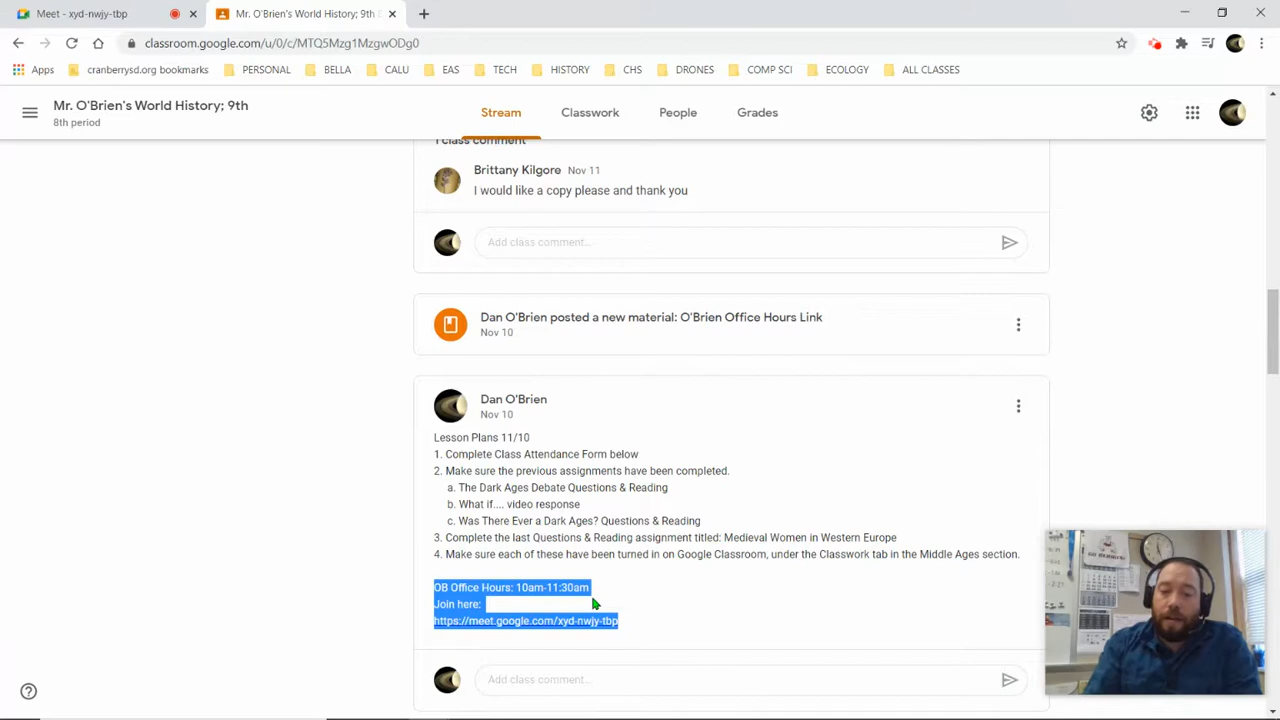 Meet - xyd-nwjy-tbp
Mr. O'Brien's World History; 9th
classroom.google.com/u/0/c/MTQ5Mzg1MzgwODg0
Apps cranberrysd.org bookmarks PERSONAL BELLA CALU EAS TECH HISTORY CHS DRONES COMP SCI ECOLOGY ALL CLASSES
Mr. O'Brien's World History; 9th
8th period
Stream Classwork People Grades
1 class comment
Brittany Kilgore Nov 11
I would like a copy please and thank you
Add class comment...
Dan O'Brien posted a new material: O'Brien Office Hours Link
Nov 10
Dan O'Brien
Nov 10
Lesson Plans 11/10
1. Complete Class Attendance Form below
2. Make sure the previous assignments have been completed.
a. The Dark Ages Debate Questions & Reading
b. What if.... video response
c. Was There Ever a Dark Ages? Questions & Reading
3. Complete the last Questions & Reading assignment titled: Medieval Women in Western Europe
4. Make sure each of these have been turned in on Google Classroom, under the Classwork tab in the Middle Ages section.
OB Office Hours: 10am-11:30am
Join here:
https://meet.google.com/xyd-nwjy-tbp
Add class comment...